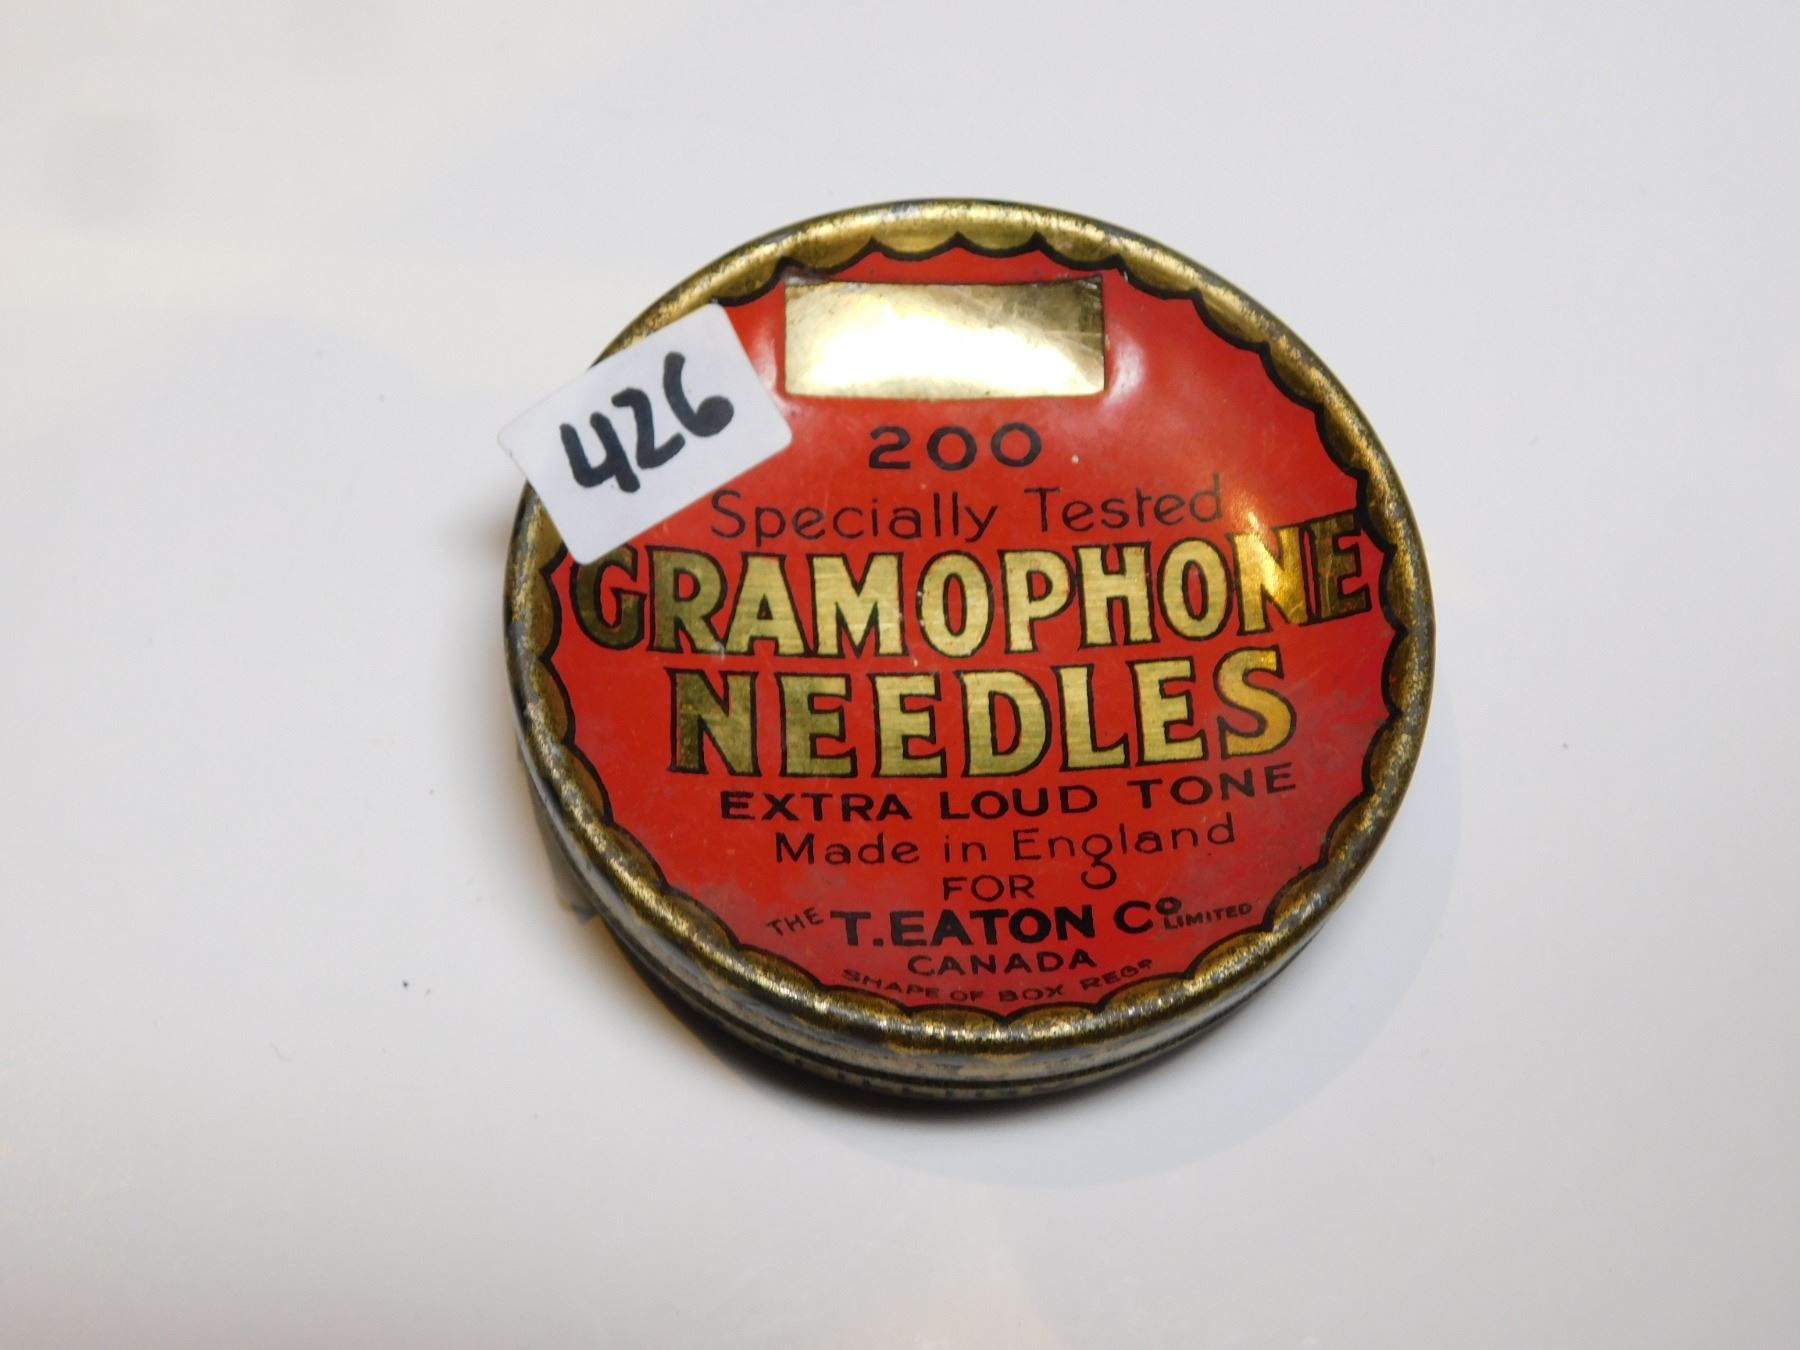 426
200
Specially Tested
GRAMOPHONE
NEEDLES
EXTRA LOUD TONE
Made in England
FOR
THE T. EATON Co LIMITED
CANADA
SHAPE OF BOX REGD